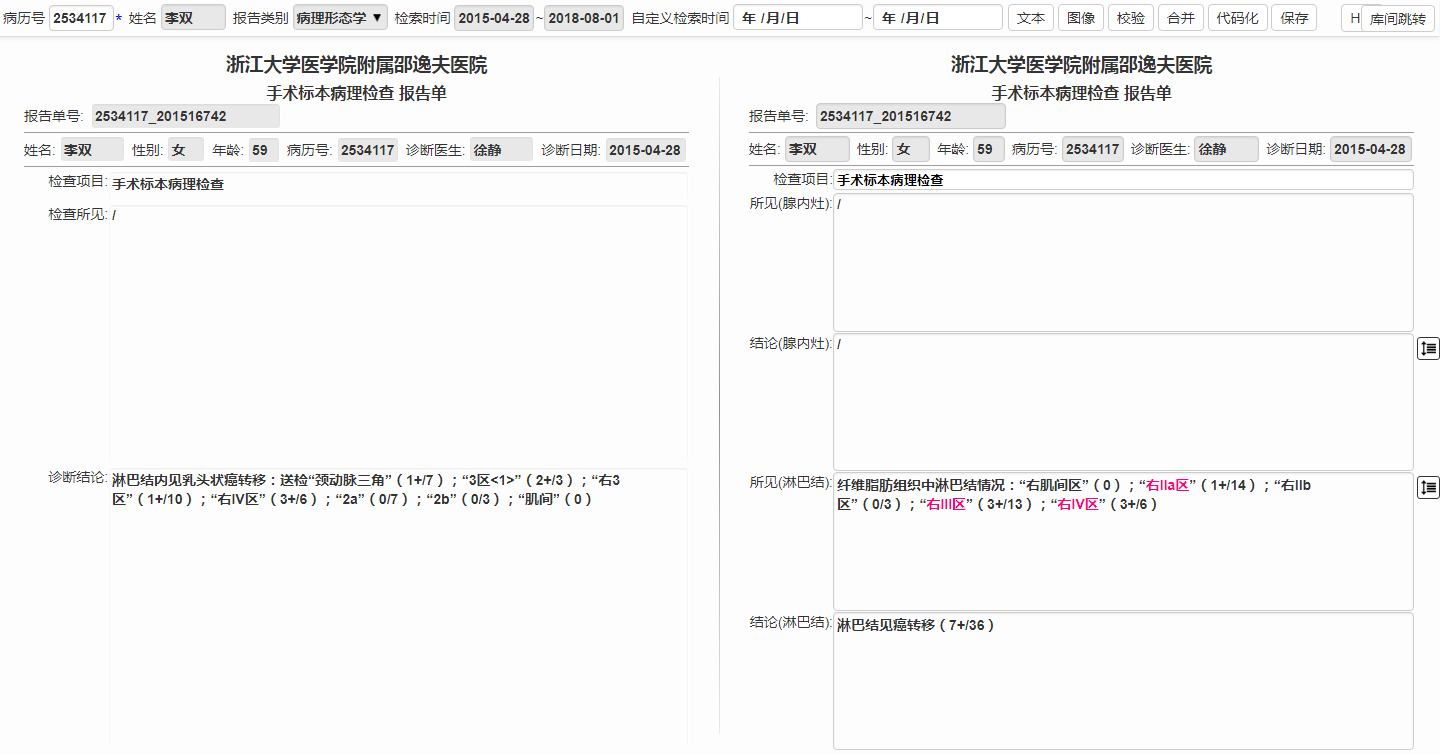 病历号 2534117 * 姓名 李双 报告类别 病理形态学 ▼ 检索时间 2015-04-28 ~ 2018-08-01 自定义检索时间 年 /月/日 ~ 年 /月/日 文本 图像 校验 合并 代码化 保存 H 库间跳转
浙江大学医学院附属邵逸夫医院
手术标本病理检查 报告单
报告单号: 2534117_201516742
姓名: 李双 性别: 女 年龄: 59 病历号: 2534117 诊断医生: 徐静 诊断日期: 2015-04-28
检查项目: 手术标本病理检查
检查所见: /
诊断结论: 淋巴结内见乳头状癌转移：送检“颈动脉三角”（1+/7）；“3区<1>”（2+/3）；“右3
区”（1+/10）；“右IV区”（3+/6）；“2a”（0/7）；“2b”（0/3）；“肌间”（0）
浙江大学医学院附属邵逸夫医院
手术标本病理检查 报告单
报告单号: 2534117_201516742
姓名: 李双 性别: 女 年龄: 59 病历号: 2534117 诊断医生: 徐静 诊断日期: 2015-04-28
检查项目: 手术标本病理检查
所见(腺内灶): /
结论(腺内灶): /
所见(淋巴结): 纤维脂肪组织中淋巴结情况：“右肌间区”（0）；“右IIa区”（1+/14）；“右IIb
区”（0/3）；“右III区”（3+/13）；“右IV区”（3+/6）
结论(淋巴结): 淋巴结见癌转移（7+/36）